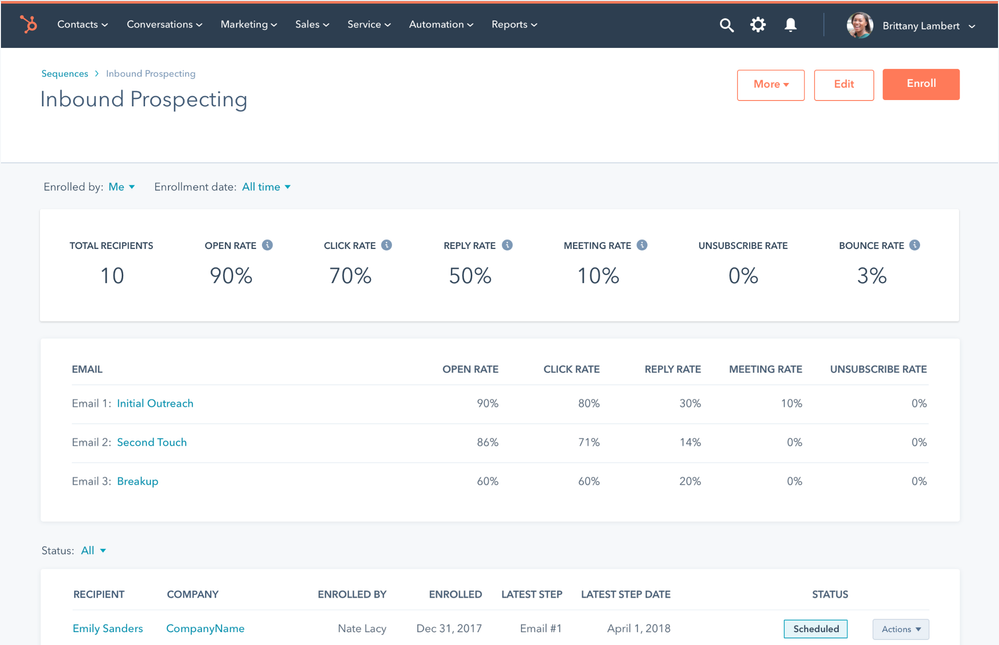 Contacts Conversations Marketing Sales Service Automation Reports Brittany Lambert
Sequences > Inbound Prospecting
Inbound Prospecting
More Edit Enroll
Enrolled by: Me Enrollment date: All time
TOTAL RECIPIENTS OPEN RATE i CLICK RATE i REPLY RATE i MEETING RATE i UNSUBSCRIBE RATE BOUNCE RATE i
10 90% 70% 50% 10% 0% 3%
EMAIL OPEN RATE CLICK RATE REPLY RATE MEETING RATE UNSUBSCRIBE RATE
Email 1: Initial Outreach 90% 80% 30% 10% 0%
Email 2: Second Touch 86% 71% 14% 0% 0%
Email 3: Breakup 60% 60% 20% 0% 0%
Status: All
RECIPIENT COMPANY ENROLLED BY ENROLLED LATEST STEP LATEST STEP DATE STATUS
Emily Sanders CompanyName Nate Lacy Dec 31, 2017 Email #1 April 1, 2018 Scheduled Actions